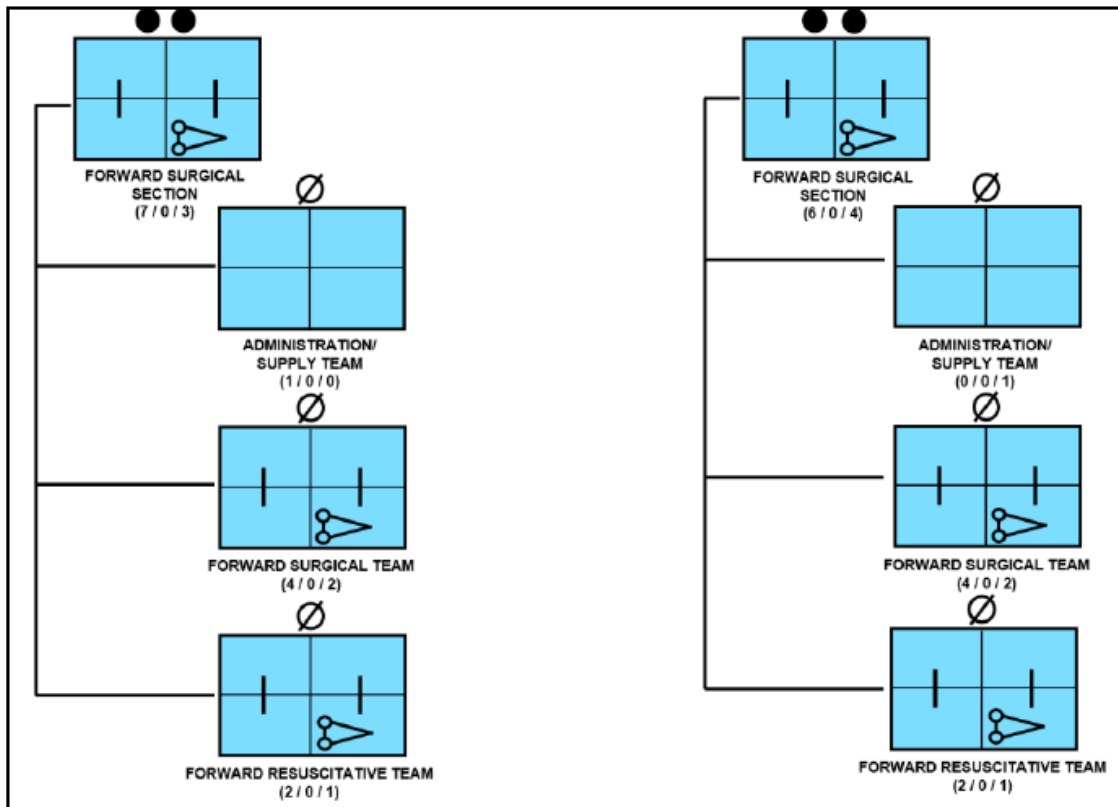 FORWARD SURGICAL
SECTION
(7 / 0 / 3)
ADMINISTRATION/
SUPPLY TEAM
(1 / 0 / 0)
FORWARD SURGICAL TEAM
(4 / 0 / 2)
FORWARD RESUSCITATIVE TEAM
(2 / 0 / 1)
FORWARD SURGICAL
SECTION
(6 / 0 / 4)
ADMINISTRATION/
SUPPLY TEAM
(0 / 0 / 1)
FORWARD SURGICAL TEAM
(4 / 0 / 2)
FORWARD RESUSCITATIVE TEAM
(2 / 0 / 1)